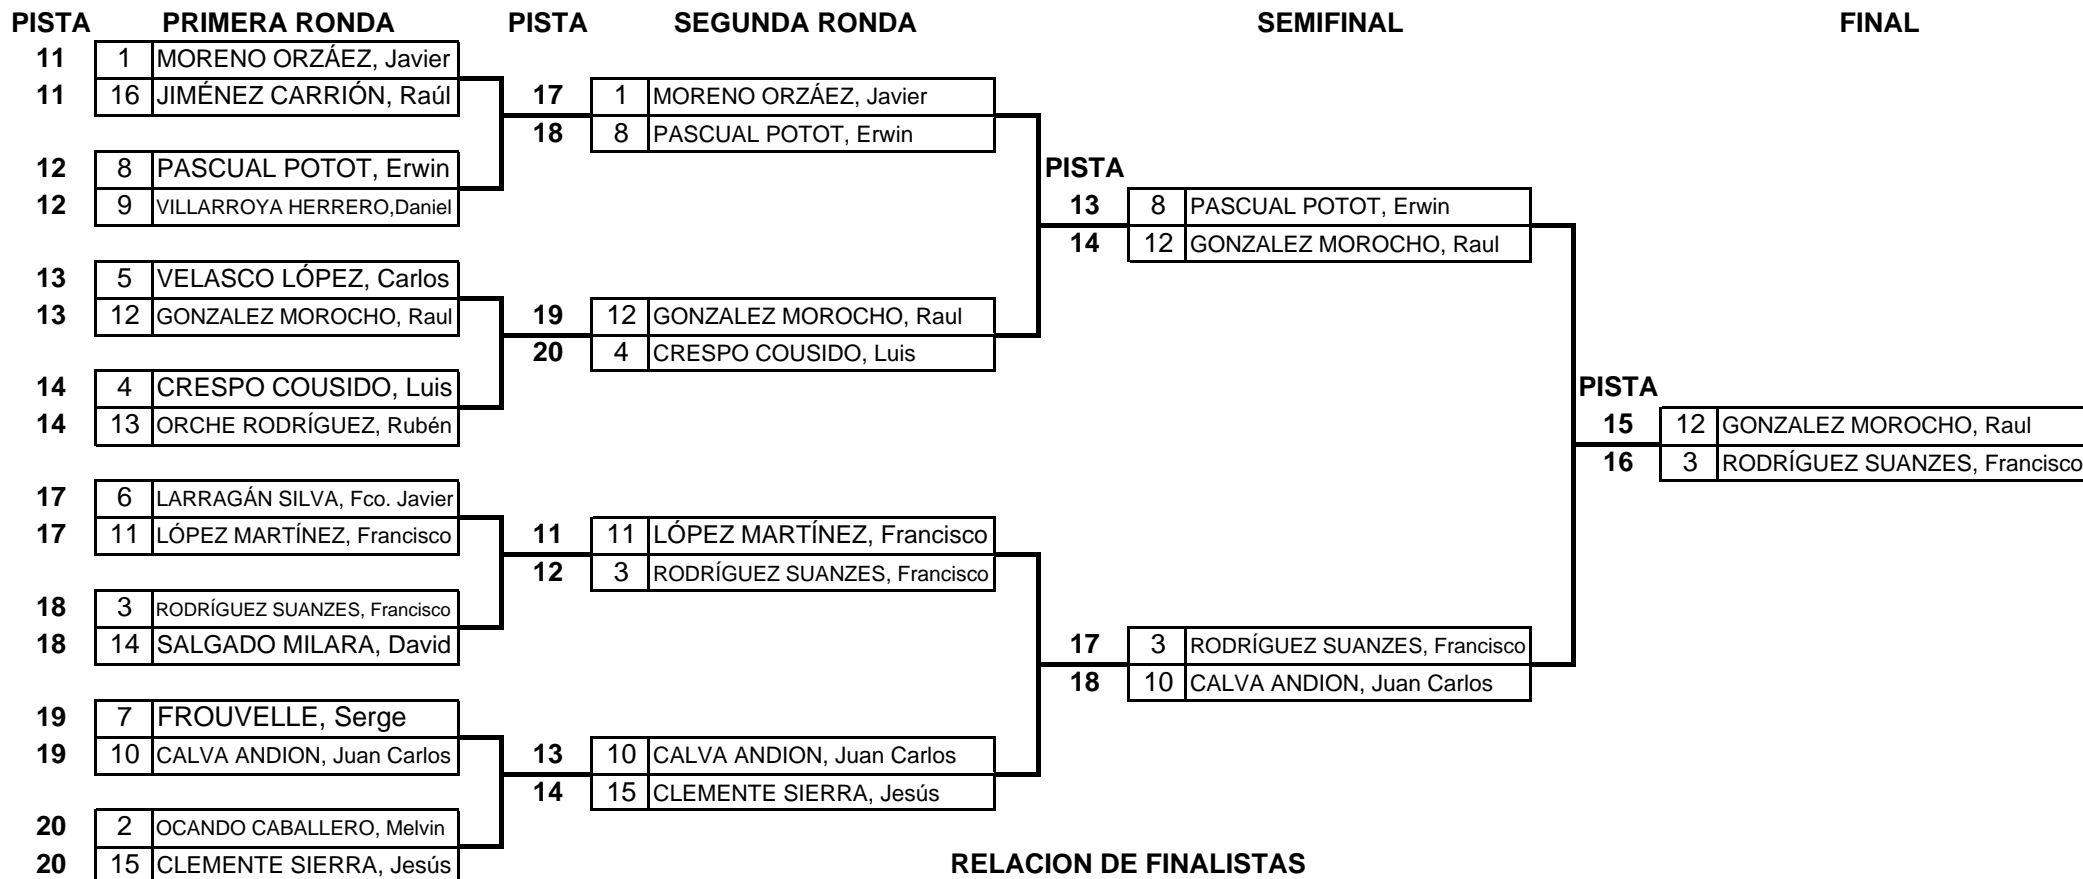 PISTA PRIMERA RONDA PISTA SEGUNDA RONDA SEMIFINAL FINAL
11 1 MORENO ORZÁEZ, Javier
11 16 JIMÉNEZ CARRIÓN, Raúl 17 1 MORENO ORZÁEZ, Javier
18 8 PASCUAL POTOT, Erwin
12 8 PASCUAL POTOT, Erwin PISTA
12 9 VILLARROYA HERRERO,Daniel 13 8 PASCUAL POTOT, Erwin
14 12 GONZALEZ MOROCHO, Raul
13 5 VELASCO LÓPEZ, Carlos
13 12 GONZALEZ MOROCHO, Raul 19 12 GONZALEZ MOROCHO, Raul
20 4 CRESPO COUSIDO, Luis
14 4 CRESPO COUSIDO, Luis PISTA
14 13 ORCHE RODRÍGUEZ, Rubén 15 12 GONZALEZ MOROCHO, Raul
16 3 RODRÍGUEZ SUANZES, Francisco
17 6 LARRAGÁN SILVA, Fco. Javier
17 11 LÓPEZ MARTÍNEZ, Francisco 11 11 LÓPEZ MARTÍNEZ, Francisco
12 3 RODRÍGUEZ SUANZES, Francisco
18 3 RODRÍGUEZ SUANZES, Francisco
18 14 SALGADO MILARA, David 17 3 RODRÍGUEZ SUANZES, Francisco
18 10 CALVA ANDION, Juan Carlos
19 7 FROUVELLE, Serge
19 10 CALVA ANDION, Juan Carlos 13 10 CALVA ANDION, Juan Carlos
14 15 CLEMENTE SIERRA, Jesús
20 2 OCANDO CABALLERO, Melvin
20 15 CLEMENTE SIERRA, Jesús RELACION DE FINALISTAS